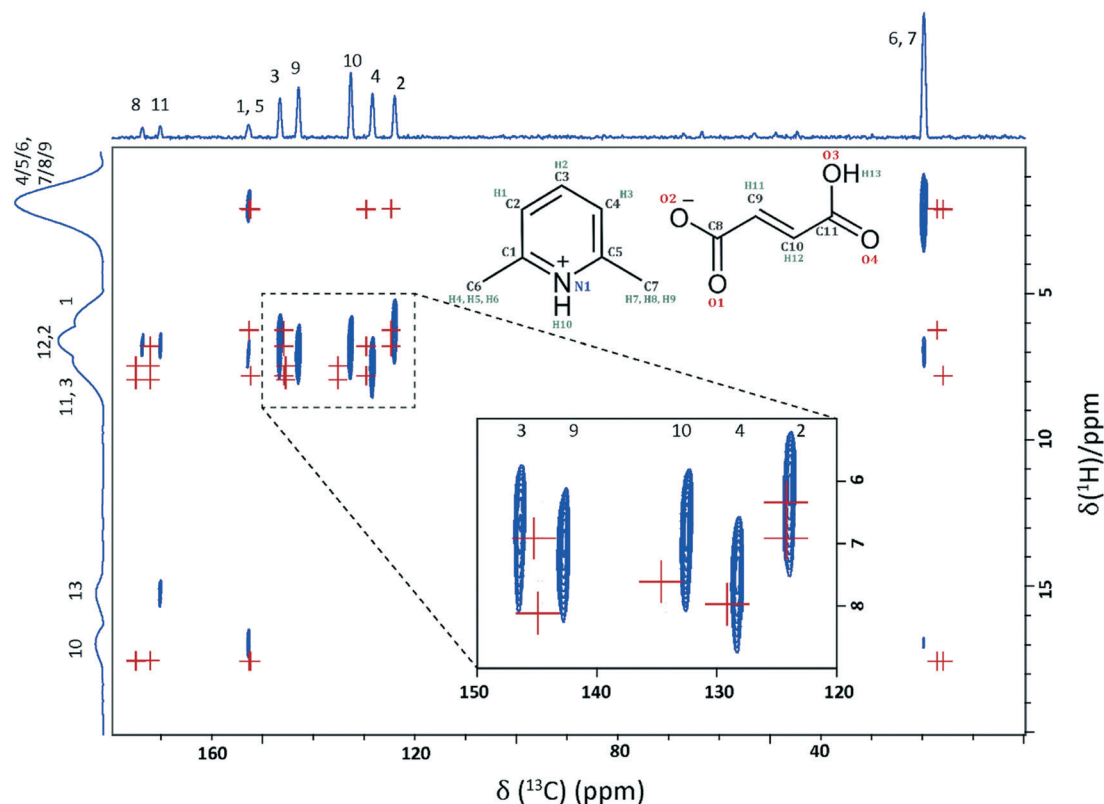 6, 7
10
9
3
4
2
8 11
1, 5
4/5/6,
7/8/9
1
12,2
11, 3
13
10
H2
C3
H1
H3
C2
C4
C1
C5
+
N1
H
H10
C6
H4, H5, H6
C7
H7, H8, H9
O3
OH H13
H11
C9
O2
−
O
C8
C11
C10
H12
O
O4
O
O1
5
10
15
δ(¹H)/ppm
3 9 10 4 2
6
7
8
150 140 130 120
160 120 80 40
δ (¹³C) (ppm)